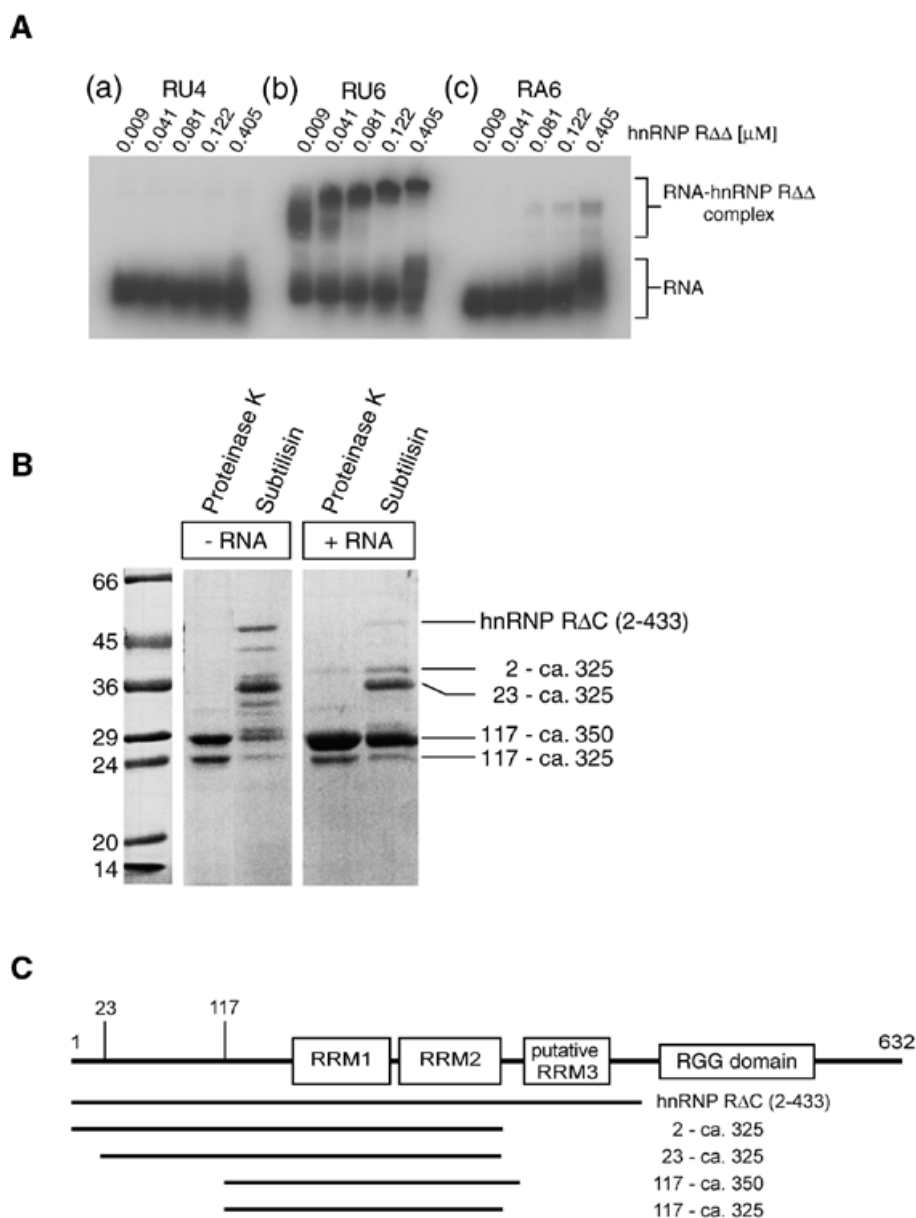 A
(a) RU4 (b) RU6 (c) RA6
0.009 0.041 0.081 0.122 0.405 0.009 0.041 0.081 0.122 0.405 0.009 0.041 0.081 0.122 0.405 hnRNP RΔΔ [µM]
RNA-hnRNP RΔΔ
complex
RNA
B
Proteinase K Subtilisin Proteinase K Subtilisin
- RNA + RNA
66
45
36
29
24
20
14
hnRNP RΔC (2-433)
2 - ca. 325
23 - ca. 325
117 - ca. 350
117 - ca. 325
C
23 117
1 632
RRM1 RRM2 putative RRM3 RGG domain
hnRNP RΔC (2-433)
2 - ca. 325
23 - ca. 325
117 - ca. 350
117 - ca. 325